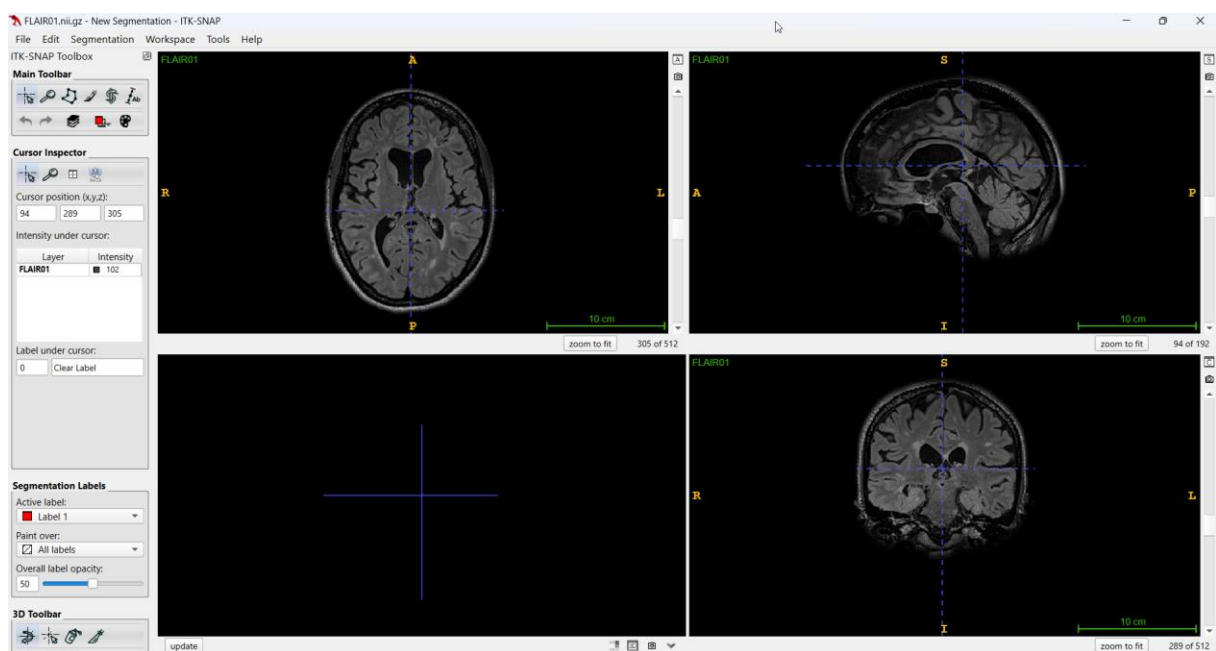 FLAIR01.nii.gz - New Segmentation - ITK-SNAP
File Edit Segmentation Workspace Tools Help
ITK-SNAP Toolbox
Main Toolbar
Ab
Cursor Inspector
Cursor position (x,y,z):
94 289 305
Intensity under cursor:
Layer Intensity
FLAIR01 102
Label under cursor:
0 Clear Label
Segmentation Labels
Active label:
Label 1
Paint over:
All labels
Overall label opacity:
50
3D Toolbar
FLAIR01
A
A
R
L
P
10 cm
zoom to fit 305 of 512
FLAIR01
S
S
A
P
I
10 cm
zoom to fit 94 of 192
update
FLAIR01
S
C
R
L
I
10 cm
zoom to fit 289 of 512